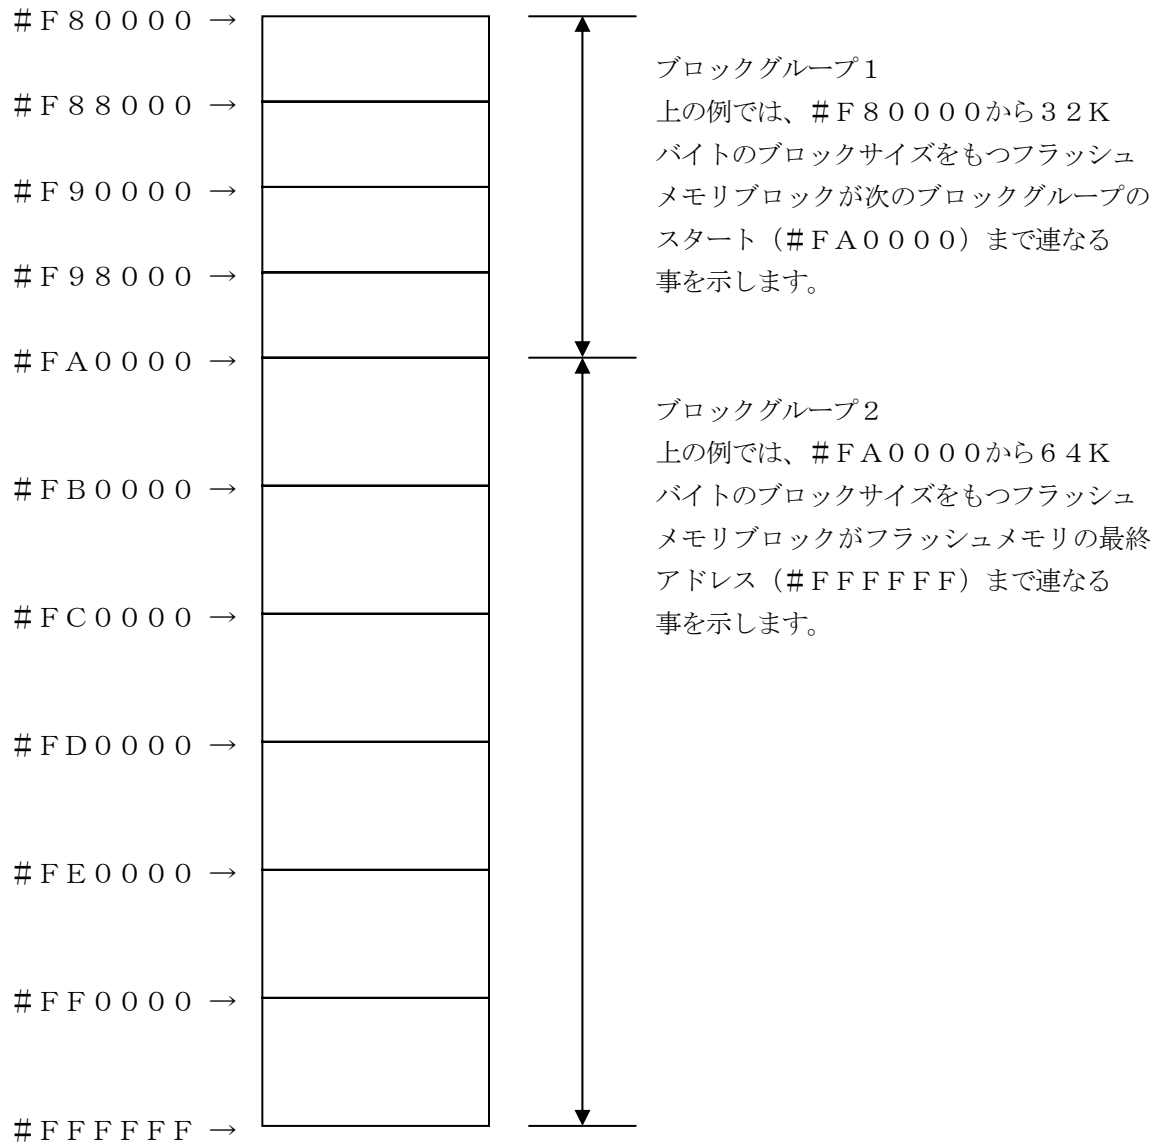 #F80000 →
ブロックグループ1
#F88000 →
上の例では、#F80000から32K
バイトのブロックサイズをもつフラッシュ
#F90000 →
メモリブロックが次のブロックグループの
スタート(#FA0000)まで連なる
#F98000 →
事を示します。
#FA0000 →
ブロックグループ2
上の例では、#FA0000から64K
#FB0000 →
バイトのブロックサイズをもつフラッシュ
メモリブロックがフラッシュメモリの最終
アドレス(#FFFFFF)まで連なる
#FC0000 →
事を示します。
#FD0000 →
#FE0000 →
#FF0000 →
#FFFFFF →